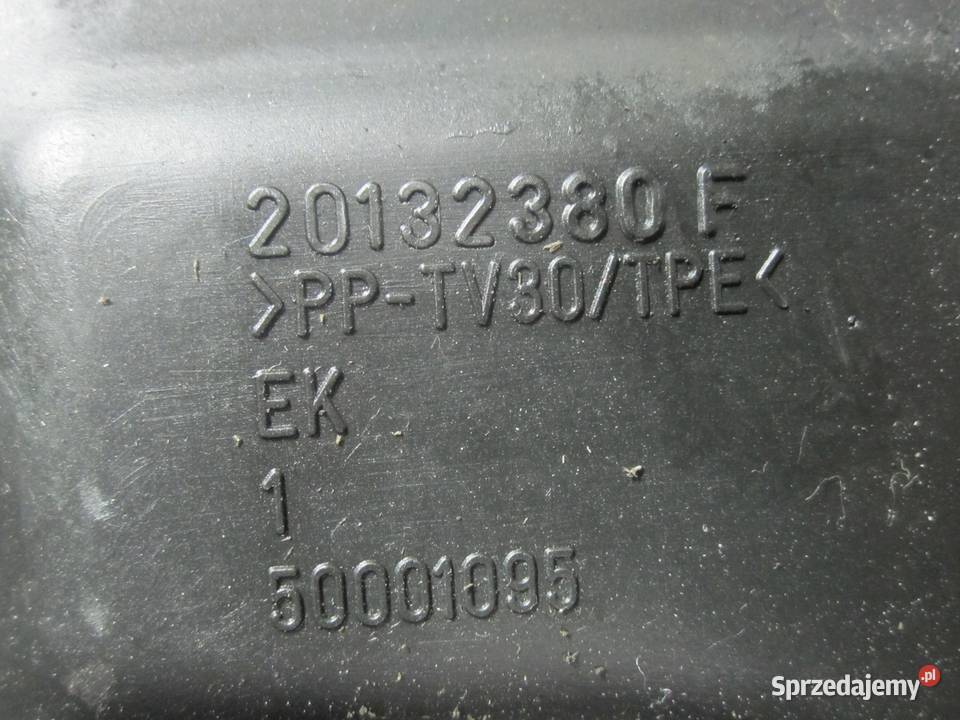 20132380 F
>PP-TV30/TPE<
EK
1
50001095
Sprzedajemy.pl